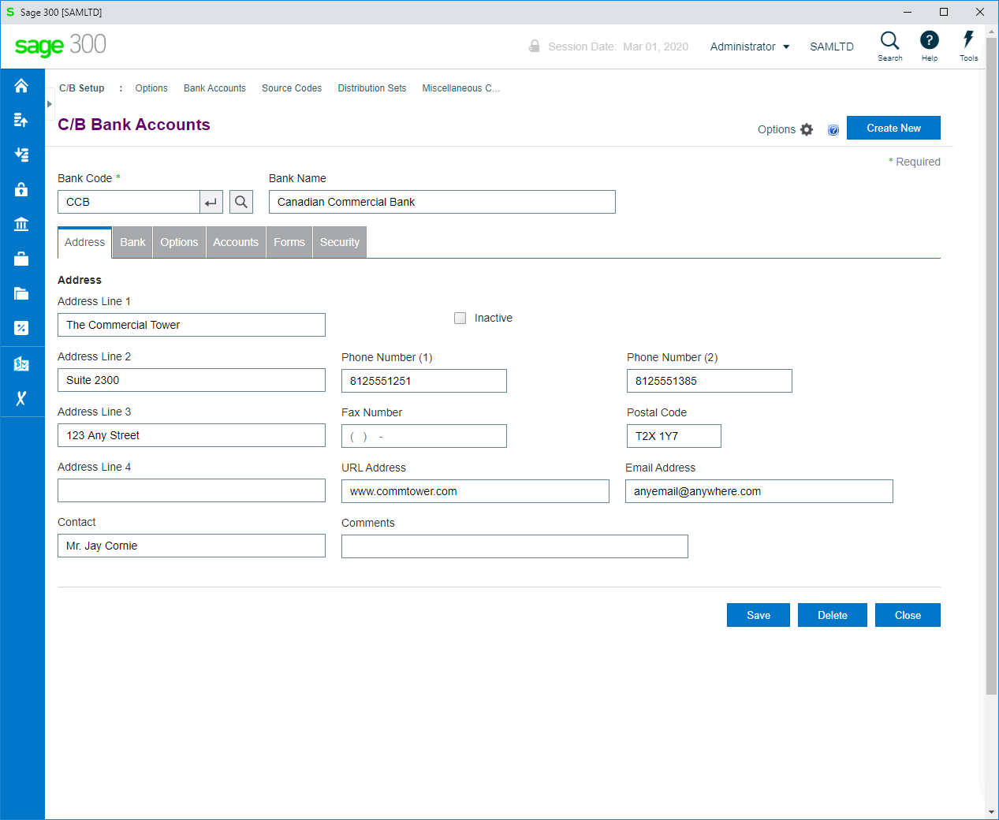 Sage 300 [SAMLTD]
sage 300
Session Date: Mar 01, 2020
Administrator
SAMLTD
Search
Help
Tools
C/B Setup : Options Bank Accounts Source Codes Distribution Sets Miscellaneous C...
C/B Bank Accounts
Options
Create New
* Required
Bank Code * Bank Name
CCB Canadian Commercial Bank
Address Bank Options Accounts Forms Security
Address
Address Line 1
The Commercial Tower
Inactive
Address Line 2 Phone Number (1) Phone Number (2)
Suite 2300 8125551251 8125551385
Address Line 3 Fax Number Postal Code
123 Any Street ( ) - T2X 1Y7
Address Line 4 URL Address Email Address
www.commtower.com anyemail@anywhere.com
Contact Comments
Mr. Jay Cornie
Save Delete Close